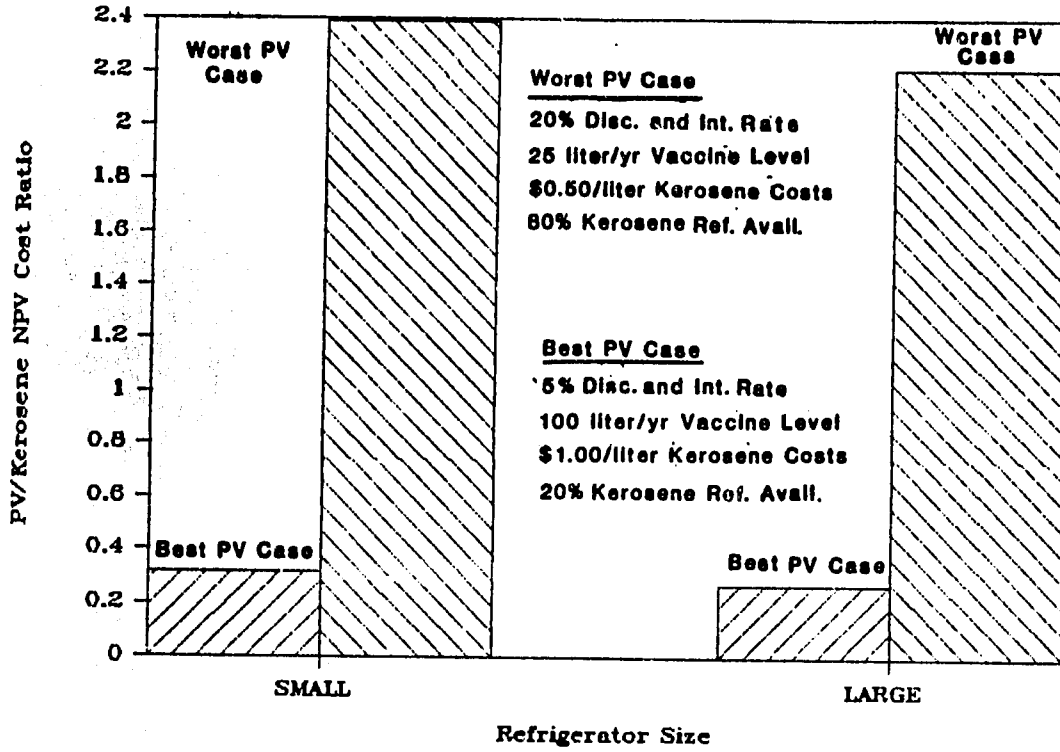 PV/Kerosene NPV Cost Ratio
2.4
2.2
2
1.8
1.6
1.4
1.2
1
0.8
0.6
0.4
0.2
0
Worst PV
Case
Best PV Case
Worst PV Case
20% Disc. and Int. Rate
25 liter/yr Vaccine Level
$0.50/liter Kerosene Costs
80% Kerosene Ref. Avail.
Best PV Case
5% Disc. and Int. Rate
100 liter/yr Vaccine Level
$1.00/liter Kerosene Costs
20% Kerosene Ref. Avail.
Worst PV
Case
Best PV Case
SMALL
LARGE
Refrigerator Size